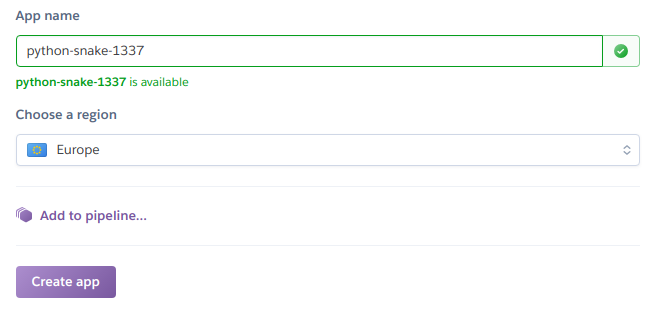 App name
python-snake-1337
python-snake-1337 is available
Choose a region
Europe
Add to pipeline...
Create app